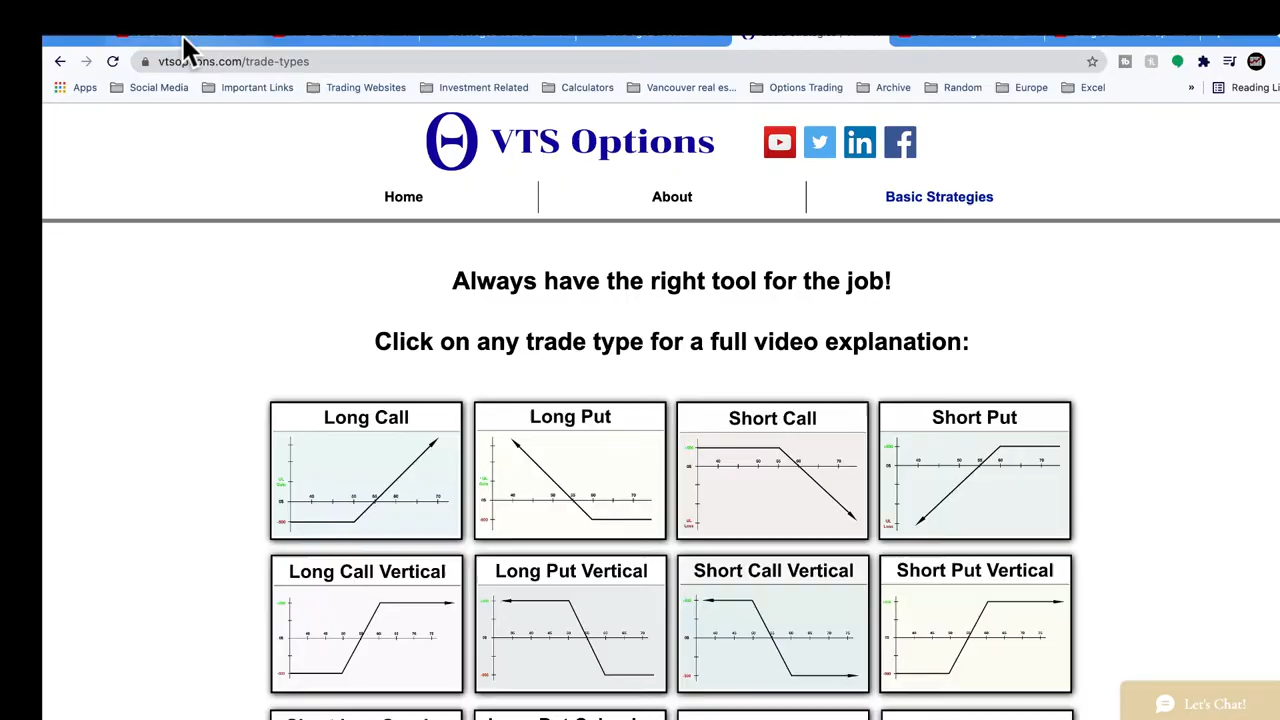 vtsoptions.com/trade-types
Apps Social Media Important Links Trading Websites Investment Related Calculators Vancouver real es... Options Trading Archive Random Europe Excel » Reading Li
VTS Options
Home About Basic Strategies
Always have the right tool for the job!
Click on any trade type for a full video explanation:
Long Call Long Put Short Call Short Put
Long Call Vertical Long Put Vertical Short Call Vertical Short Put Vertical
Let's Chat!